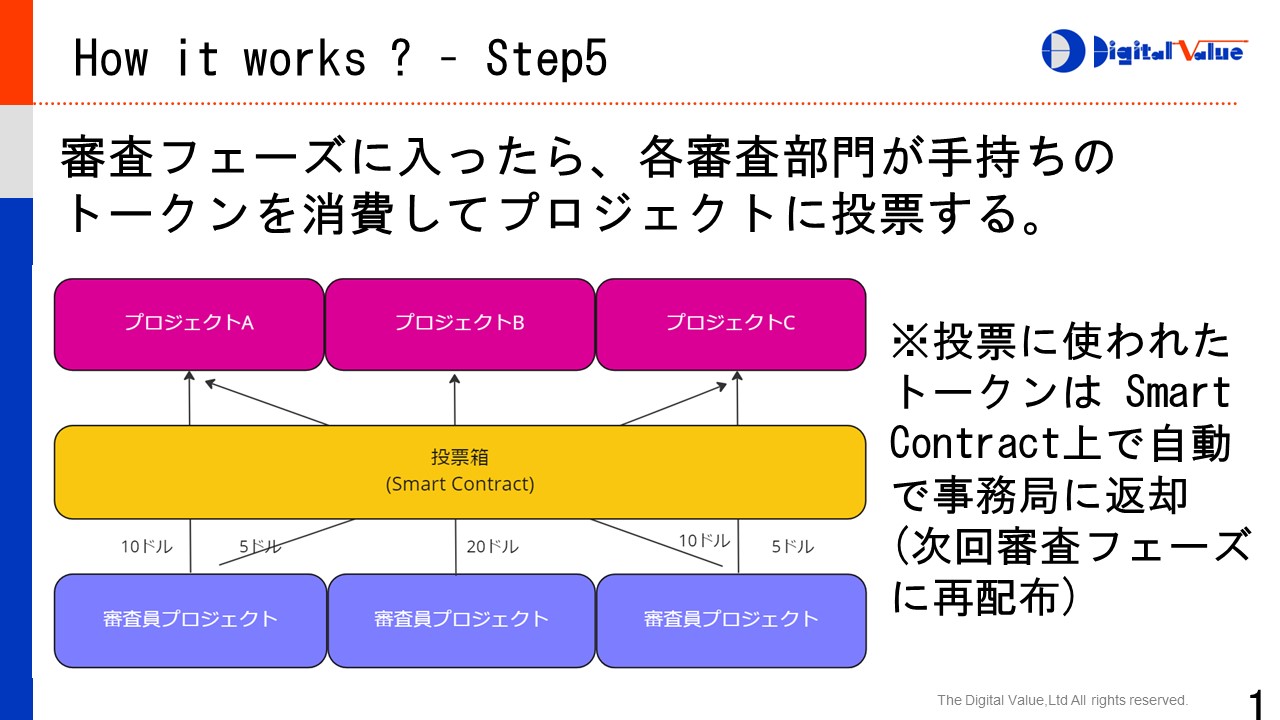 How it works ? – Step5
Digital Value
審査フェーズに入ったら、各審査部門が手持ちの
トークンを消費してプロジェクトに投票する。
プロジェクトA
プロジェクトB
プロジェクトC
投票箱
(Smart Contract)
10ドル
5ドル
20ドル
10ドル
5ドル
審査員プロジェクト
審査員プロジェクト
審査員プロジェクト
※投票に使われた
トークンは Smart
Contract上で自動
で事務局に返却
(次回審査フェーズ
に再配布)
The Digital Value,Ltd All rights reserved.
1